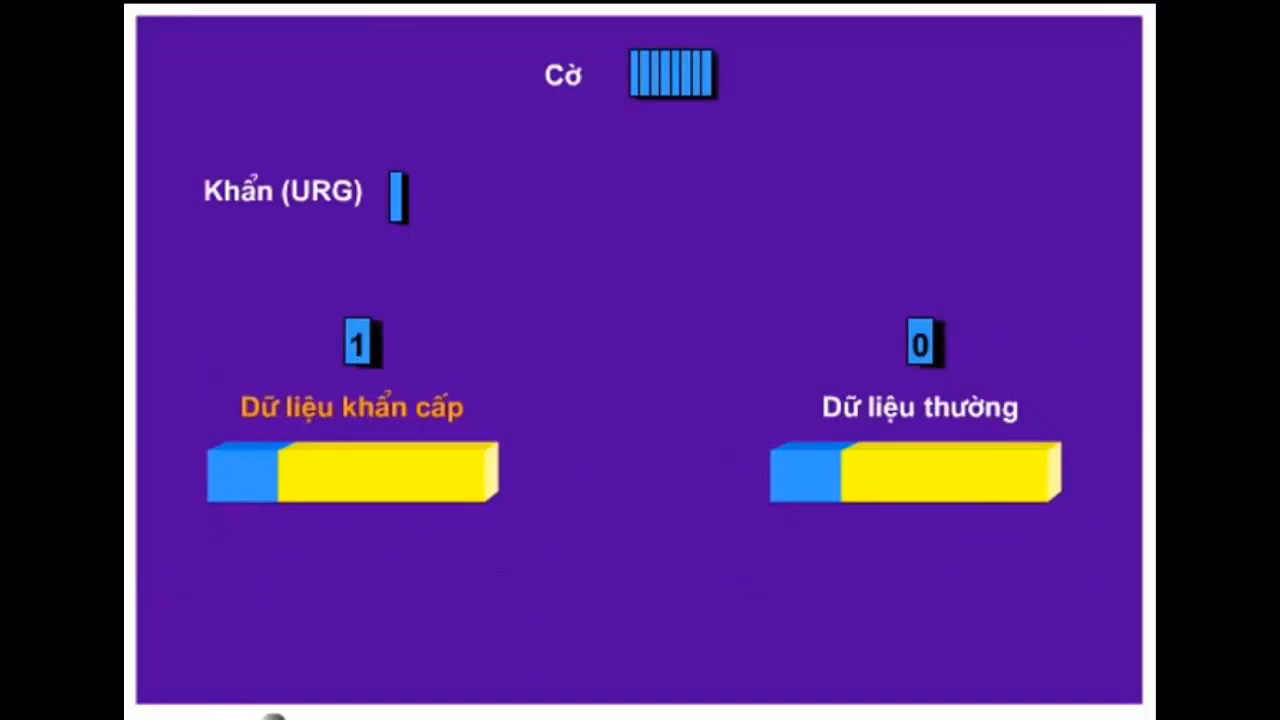 Cờ
Khẩn (URG)
1
0
Dữ liệu khẩn cấp
Dữ liệu thường